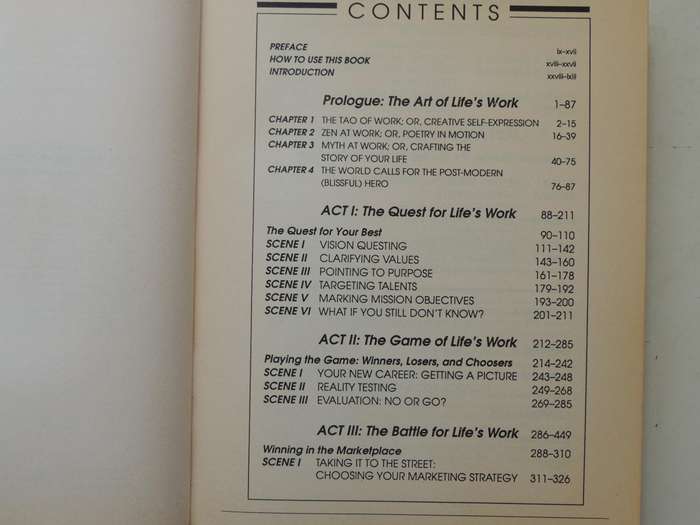 CONTENTS
PREFACE ix–xvii
HOW TO USE THIS BOOK xviii–xxvii
INTRODUCTION xxviii–lxii
Prologue: The Art of Life's Work 1–87
CHAPTER 1 THE TAO OF WORK; OR, CREATIVE SELF-EXPRESSION 2–15
CHAPTER 2 ZEN AT WORK; OR, POETRY IN MOTION 16–39
CHAPTER 3 MYTH AT WORK; OR, CRAFTING THE
STORY OF YOUR LIFE 40–75
CHAPTER 4 THE WORLD CALLS FOR THE POST-MODERN
(BLISSFUL) HERO 76–87
ACT I: The Quest for Life's Work 88–211
The Quest for Your Best 90–110
SCENE I VISION QUESTING 111–142
SCENE II CLARIFYING VALUES 143–160
SCENE III POINTING TO PURPOSE 161–178
SCENE IV TARGETING TALENTS 179–192
SCENE V MARKING MISSION OBJECTIVES 193–200
SCENE VI WHAT IF YOU STILL DON'T KNOW? 201–211
ACT II: The Game of Life's Work 212–285
Playing the Game: Winners, Losers, and Choosers 214–242
SCENE I YOUR NEW CAREER: GETTING A PICTURE 243–248
SCENE II REALITY TESTING 249–268
SCENE III EVALUATION: NO OR GO? 269–285
ACT III: The Battle for Life's Work 286–449
Winning in the Marketplace 288–310
SCENE I TAKING IT TO THE STREET:
CHOOSING YOUR MARKETING STRATEGY 311–326